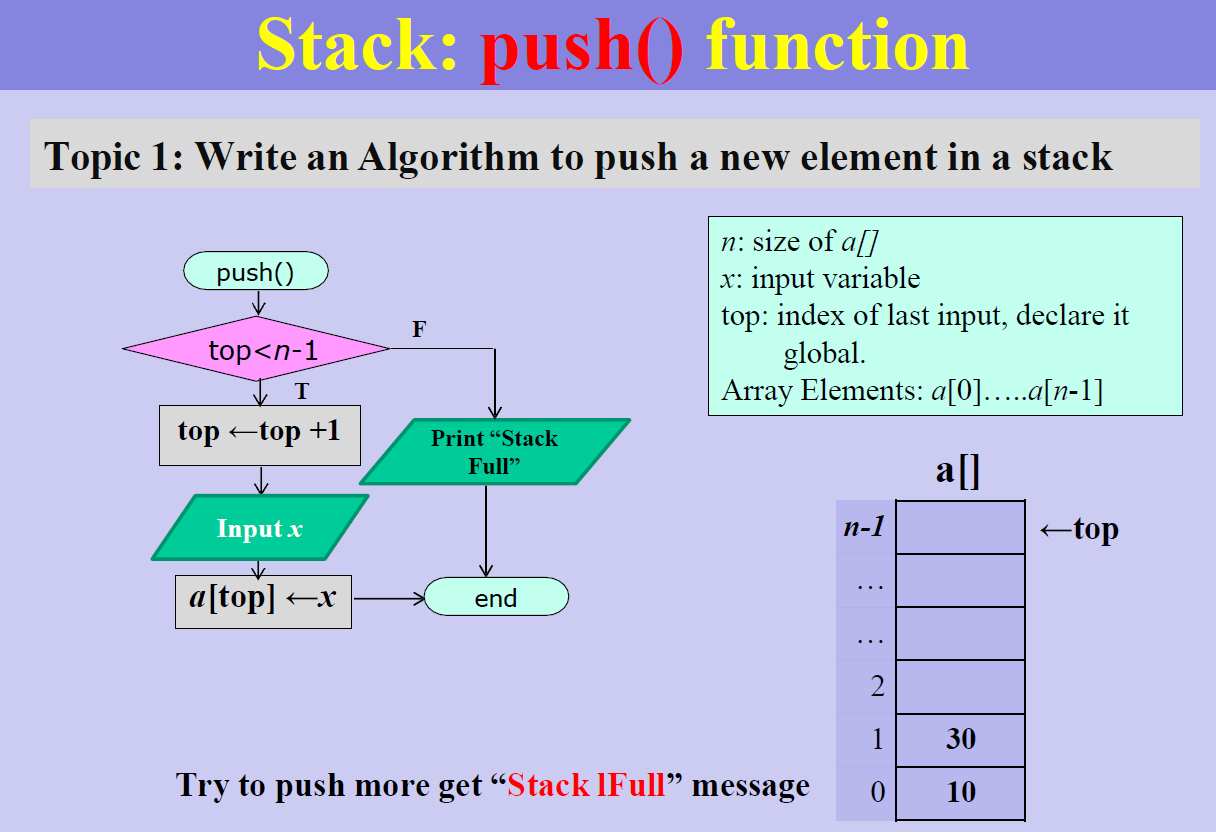 Stack: push() function
Topic 1: Write an Algorithm to push a new element in a stack
push()
top<n-1
F
T
top ←top +1
Input x
a[top] ←x
Print “Stack
Full”
end
n: size of a[]
x: input variable
top: index of last input, declare it
global.
Array Elements: a[0]…..a[n-1]
a[]
n-1
←top
…
…
2
1 30
0 10
Try to push more get “Stack lFull” message